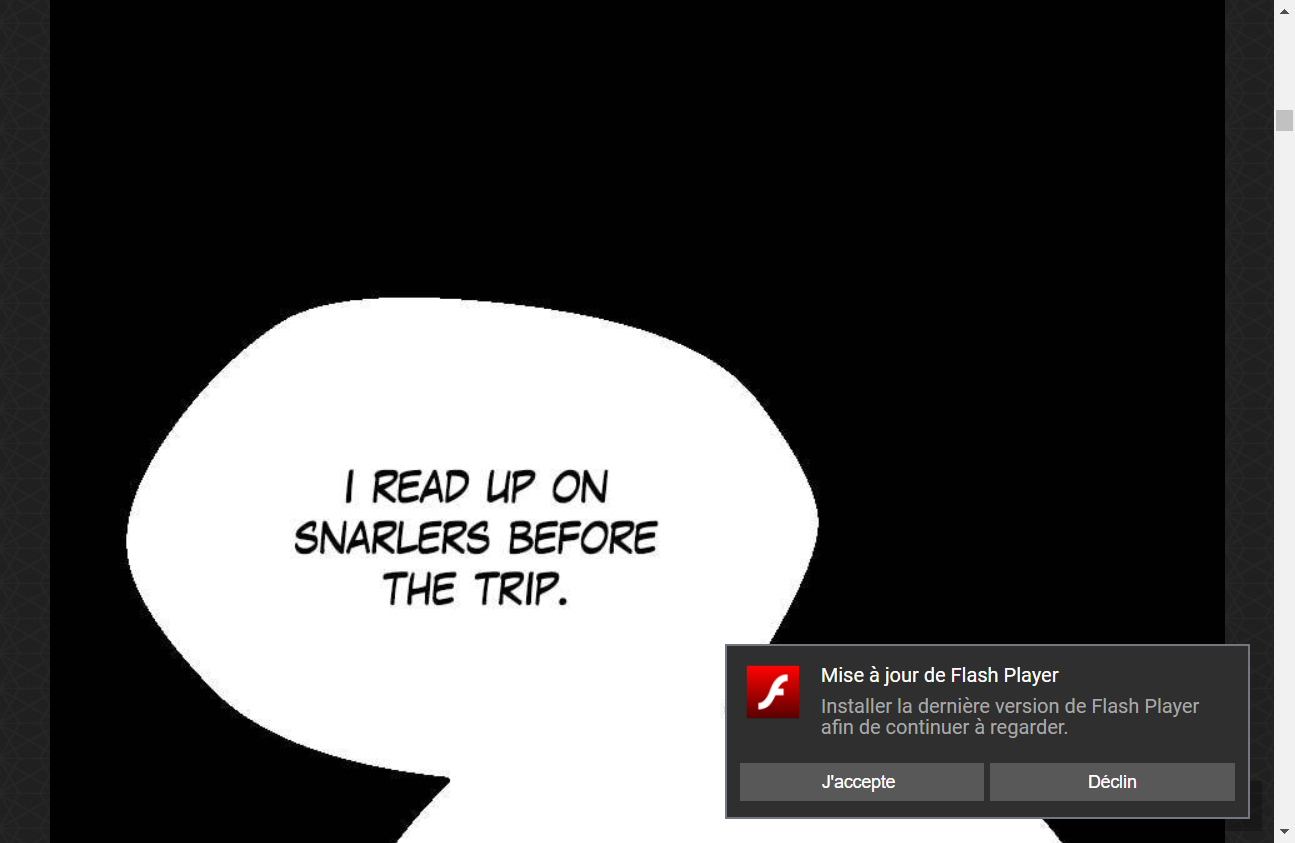 I READ UP ON
SNARLERS BEFORE
THE TRIP.
Mise à jour de Flash Player
Installer la dernière version de Flash Player
afin de continuer à regarder.
J'accepte
Déclin